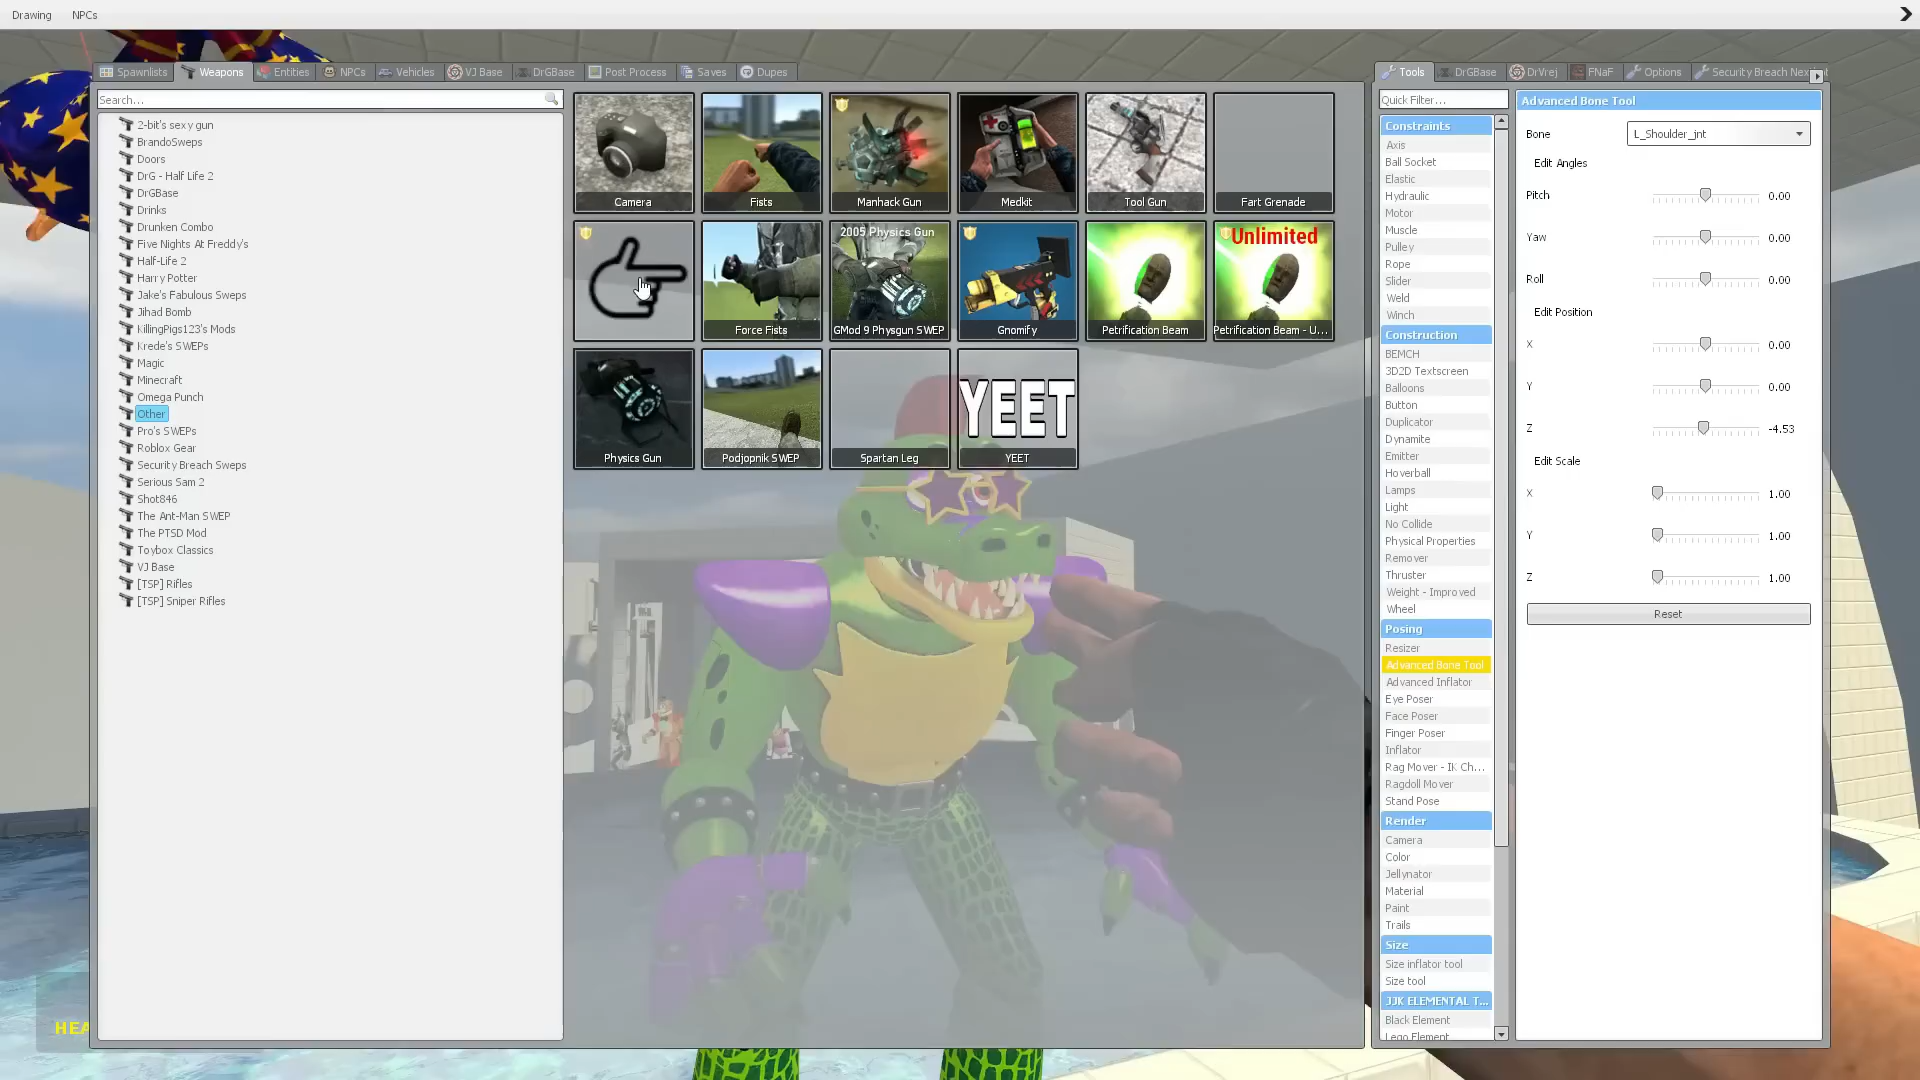 Drawing NPCs
Spawnlists Weapons Entities NPCs Vehicles VJ Base DrGBase Post Process Saves Dupes
Search...
2-bit's sexy gun
BrandoSweps
Doors
DrG - Half Life 2
DrGBase
Drinks
Drunken Combo
Five Nights At Freddy's
Half-Life 2
Harry Potter
Jake's Fabulous Sweps
Jihad Bomb
KillingPigs123's Mods
Krede's SWEPs
Magic
Minecraft
Omega Punch
Other
Pro's SWEPs
Roblox Gear
Security Breach Sweps
Serious Sam 2
Shot846
The Ant-Man SWEP
The PTSD Mod
Toybox Classics
VJ Base
[TSP] Rifles
[TSP] Sniper Rifles
HEA
Camera Fists Manhack Gun Medkit Tool Gun Fart Grenade
2005 Physics Gun Unlimited
Force Fists GMod 9 Physgun SWEP Gnomify Petrification Beam Petrification Beam - U...
YEET
Physics Gun Podjopnik SWEP Spartan Leg YEET
Tools DrGBase DrVrej FNaF Options Security Breach Nex
Quick Filter...
Constraints
Axis
Ball Socket
Elastic
Hydraulic
Motor
Muscle
Pulley
Rope
Slider
Weld
Winch
Construction
BEMCH
3D2D Textscreen
Balloons
Button
Duplicator
Dynamite
Emitter
Hoverball
Lamps
Light
No Collide
Physical Properties
Remover
Thruster
Weight - Improved
Wheel
Posing
Resizer
Advanced Bone Tool
Advanced Inflator
Eye Poser
Face Poser
Finger Poser
Inflator
Rag Mover - IK Ch...
Ragdoll Mover
Stand Pose
Render
Camera
Color
Jellynator
Material
Paint
Trails
Size
Size inflator tool
Size tool
JJK ELEMENTAL T...
Black Element
Lego Element
Advanced Bone Tool
Bone L_Shoulder_jnt
Edit Angles
Pitch 0.00
Yaw 0.00
Roll 0.00
Edit Position
X 0.00
Y 0.00
Z -4.53
Edit Scale
X 1.00
Y 1.00
Z 1.00
Reset